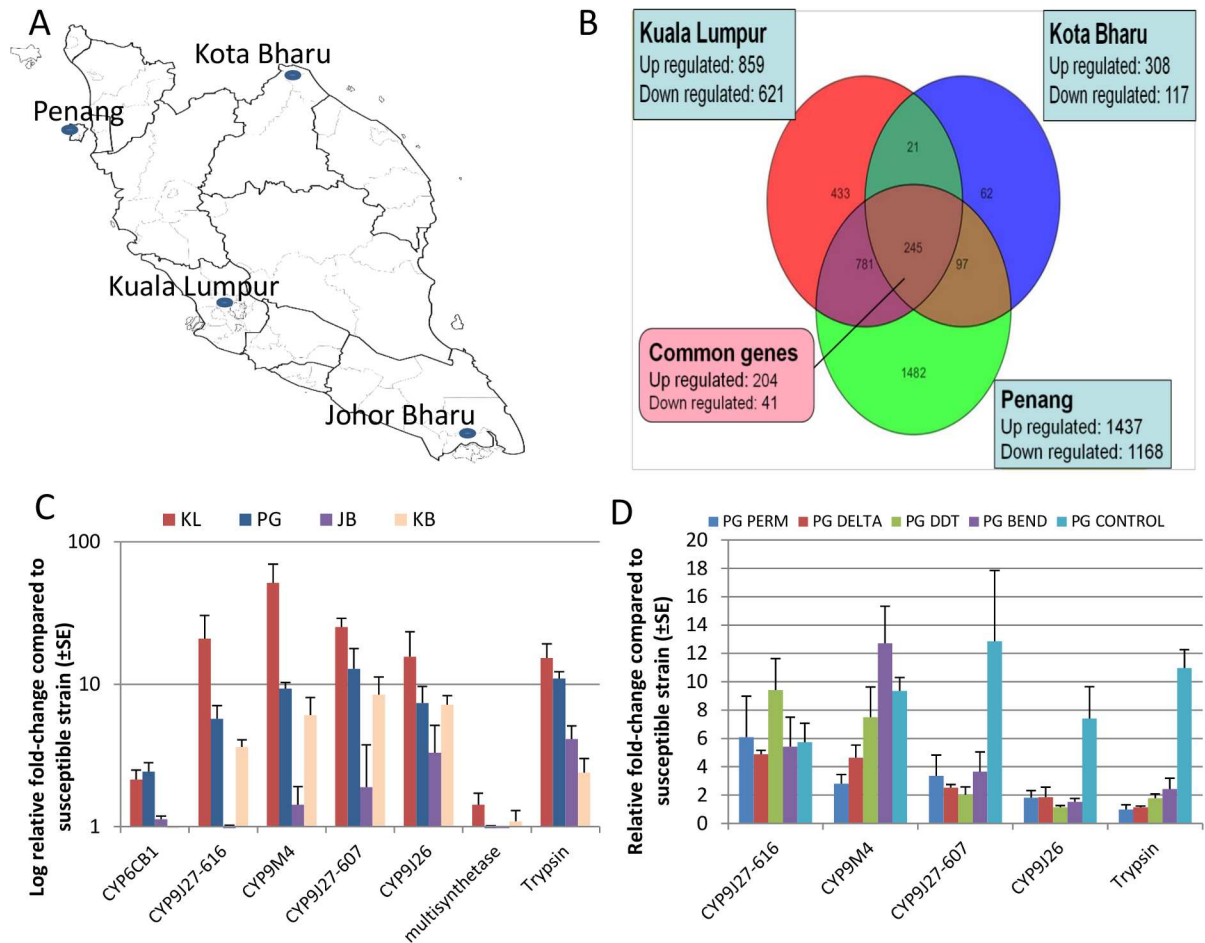 A
Kota Bharu
Penang
Kuala Lumpur
Johor Bharu
B
Kuala Lumpur
Up regulated: 859
Down regulated: 621
Kota Bharu
Up regulated: 308
Down regulated: 117
21
433
62
245
781
97
1482
Common genes
Up regulated: 204
Down regulated: 41
Penang
Up regulated: 1437
Down regulated: 1168
C
KL PG JB KB
Log relative fold-change compared to
susceptible strain (±SE)
100
10
1
CYP6CB1
CYP9J27-616
CYP9M4
CYP9J27-607
CYP9J26
multisynthetase
Trypsin
D
PG PERM PG DELTA PG DDT PG BEND PG CONTROL
Relative fold-change compared to
susceptible strain (±SE)
20
18
16
14
12
10
8
6
4
2
0
CYP9J27-616
CYP9M4
CYP9J27-607
CYP9J26
Trypsin